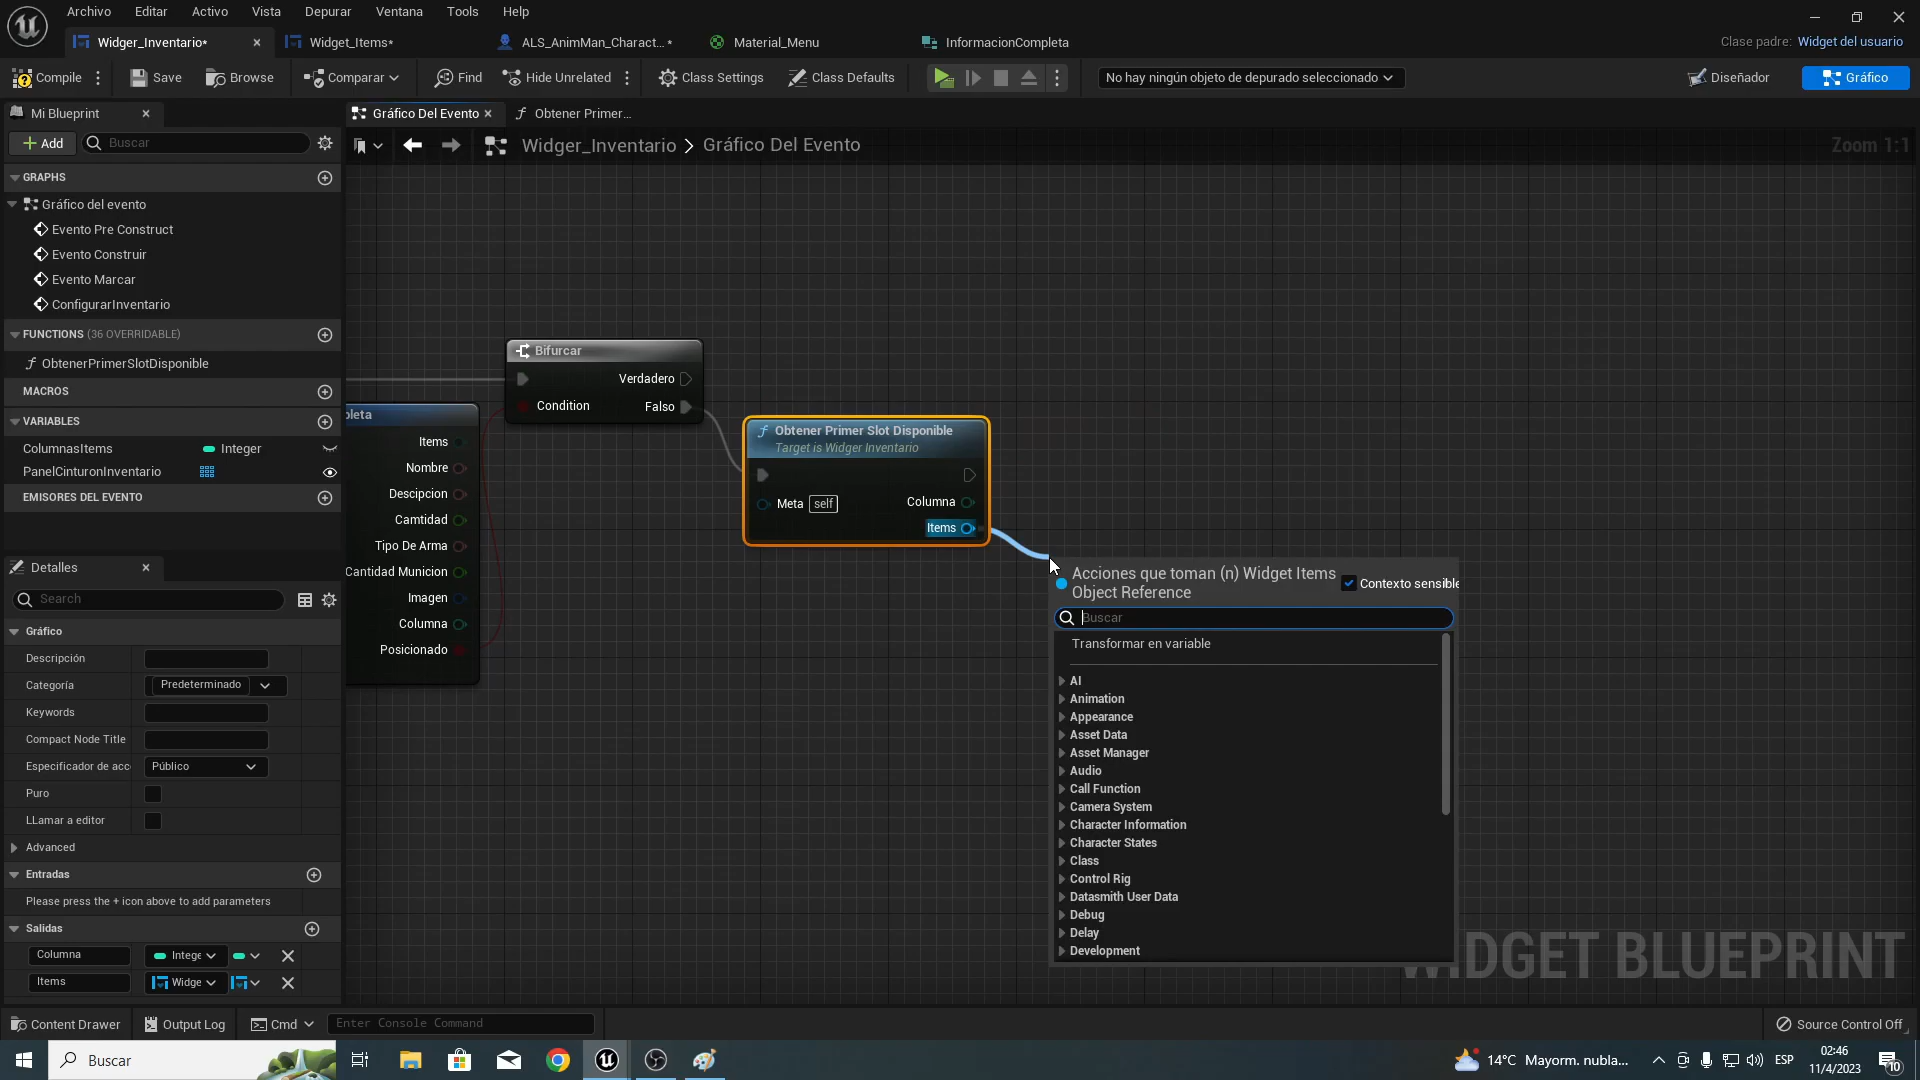 Archivo Editar Activo Vista Depurar Ventana Tools Help
Widger_Inventario* Widget_Items* ALS_AnimMan_Charact... * Material_Menu InformacionCompleta
Clase padre: Widget del usuario
Compile Save Browse Comparar Find Hide Unrelated Class Settings Class Defaults No hay ningún objeto de depurado seleccionado Diseñador Gráfico
Mi Blueprint Gráfico Del Evento Obtener Primer...
Add Buscar Widger_Inventario Gráfico Del Evento Zoom 1:1
GRAPHS
Gráfico del evento
Evento Pre Construct
Evento Construir
Evento Marcar
ConfigurarInventario
FUNCTIONS (36 OVERRIDABLE)
ObtenerPrimerSlotDisponible
MACROS
VARIABLES
ColumnasItems Integer
PanelCinturonInventario
EMISORES DEL EVENTO
Bifurcar
Verdadero
Condition Falso
pleta
Items
Nombre
Descipcion
Camtidad
Tipo De Arma
Cantidad Municion
Imagen
Columna
Posicionado
Obtener Primer Slot Disponible
Target is Widger Inventario
Meta self Columna
Items
Acciones que toman (n) Widget Items
Object Reference
Contexto sensible
Buscar
Transformar en variable
AI
Animation
Appearance
Asset Data
Asset Manager
Audio
Call Function
Camera System
Character Information
Character States
Class
Control Rig
Datasmith User Data
Debug
Delay
Development
Detalles
Search
Gráfico
Descripción
Categoría Predeterminado
Keywords
Compact Node Title
Especificador de acc Público
Puro
LLamar a editor
Advanced
Entradas
Please press the + icon above to add parameters
Salidas
Columna Intege
Items Widge
WIDGET BLUEPRINT
Content Drawer Output Log Cmd Enter Console Command Source Control Off
Buscar 14°C Mayorm. nubla... ESP 02:46
11/4/2023 10